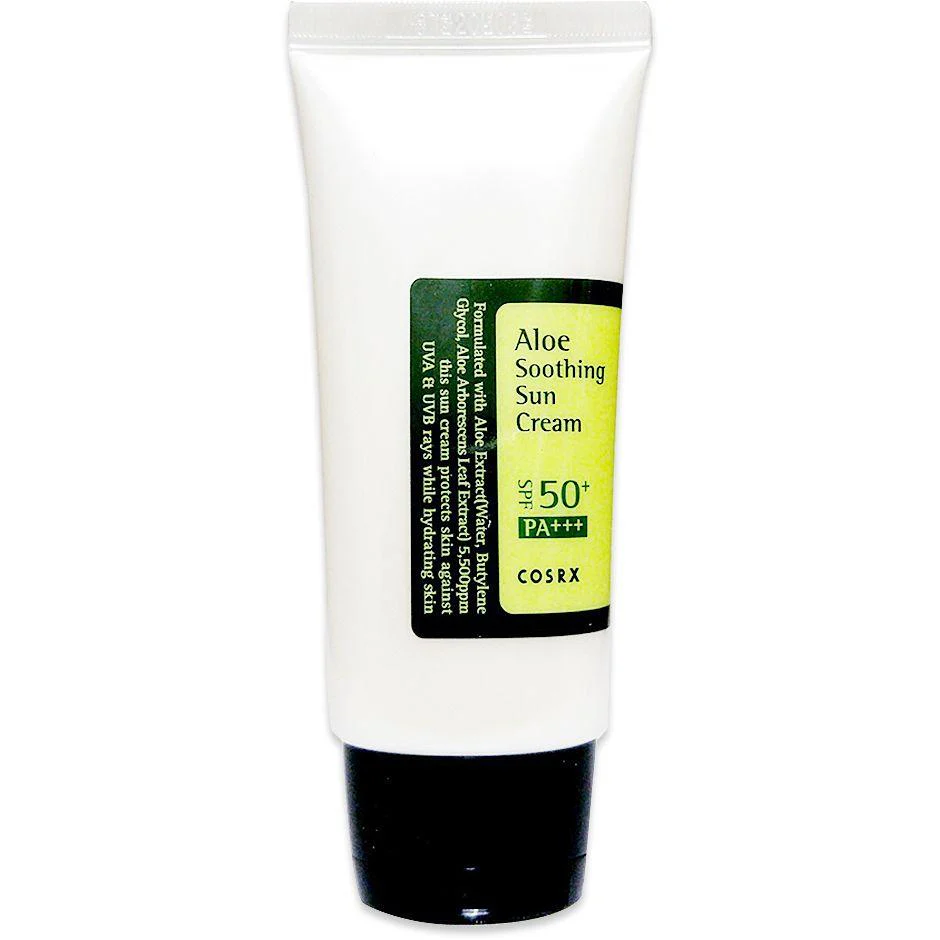 Aloe
Soothing
Sun
Cream
SPF 50+
PA+++
COSRX
Formulated with Aloe Extract(Water, Butylene
Glycol, Aloe Arborescens Leaf Extract) 5,500ppm
this sun cream protects skin against
UVA & UVB rays while hydrating skin